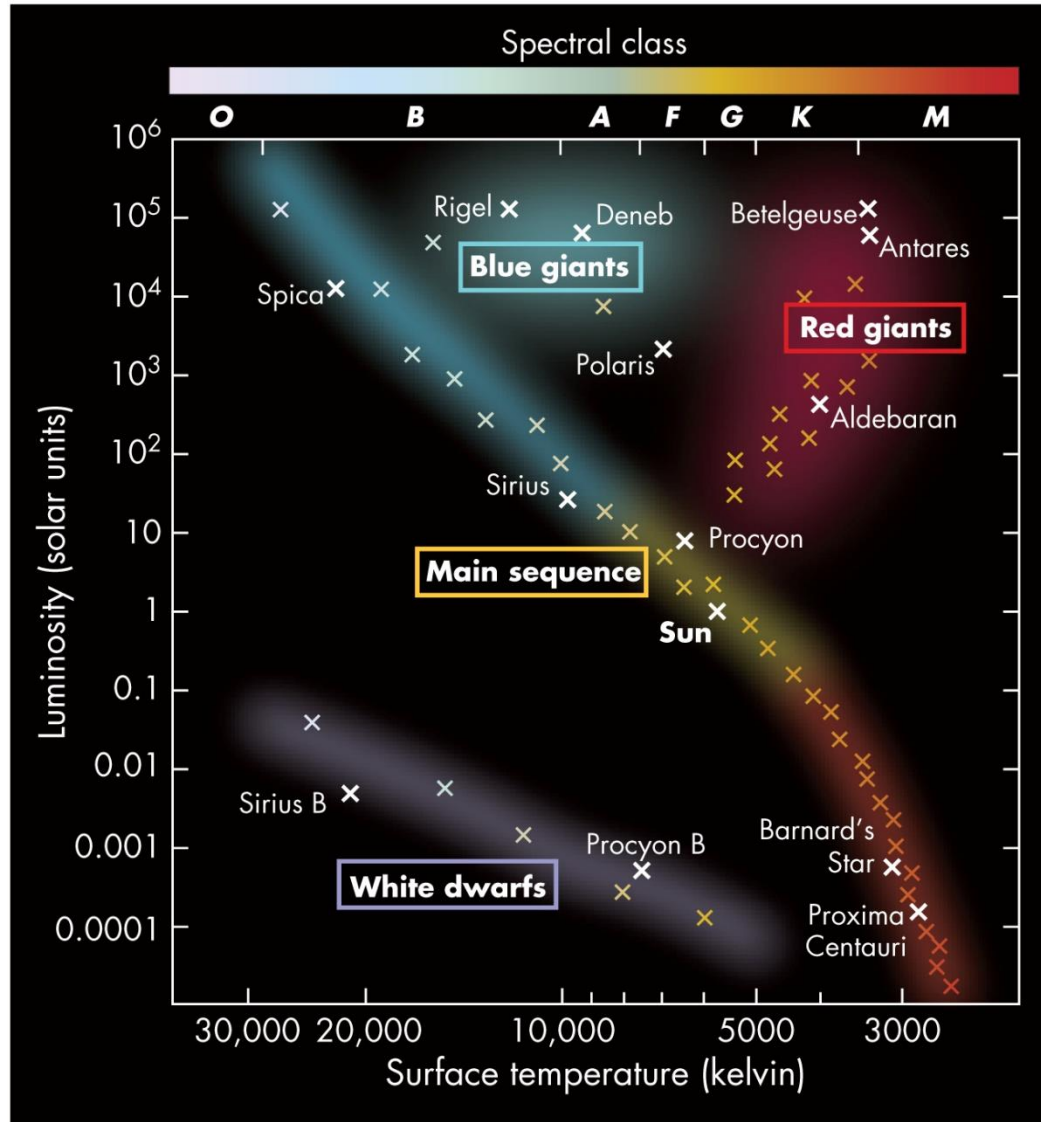 Spectral class
O B A F G K M
10⁶
10⁵
10⁴
10³
10²
10
1
0.1
0.01
0.001
0.0001
Luminosity (solar units)
Rigel
Deneb
Betelgeuse
Antares
Blue giants
Spica
Red giants
Polaris
Aldebaran
Sirius
Procyon
Main sequence
Sun
Sirius B
Barnard's
Star
Procyon B
White dwarfs
Proxima
Centauri
30,000 20,000 10,000 5000 3000
Surface temperature (kelvin)